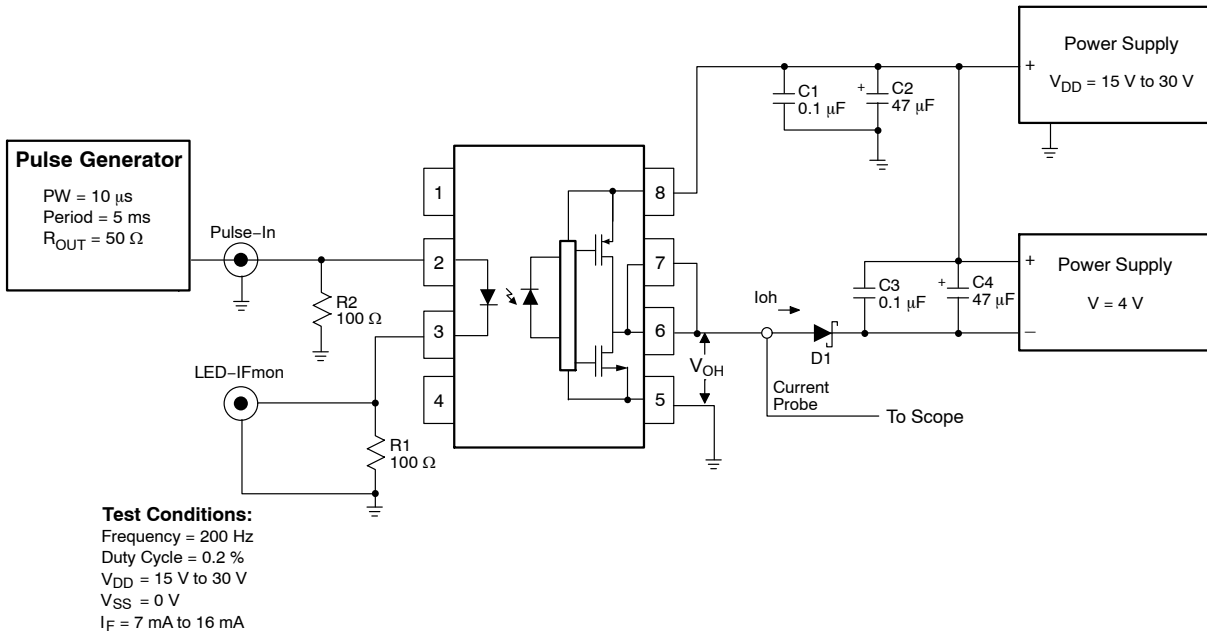 Power Supply
VDD = 15 V to 30 V
+
C1
0.1 μF
+
C2
47 μF
Pulse Generator
PW = 10 μs
Period = 5 ms
ROUT = 50 Ω
Pulse–In
R2
100 Ω
LED–IFmon
R1
100 Ω
1
2
3
4
8
7
6
5
VOH
Ioh
D1
Current
Probe
To Scope
C3
0.1 μF
+
C4
47 μF
+
Power Supply
V = 4 V
–
Test Conditions:
Frequency = 200 Hz
Duty Cycle = 0.2 %
VDD = 15 V to 30 V
VSS = 0 V
IF = 7 mA to 16 mA